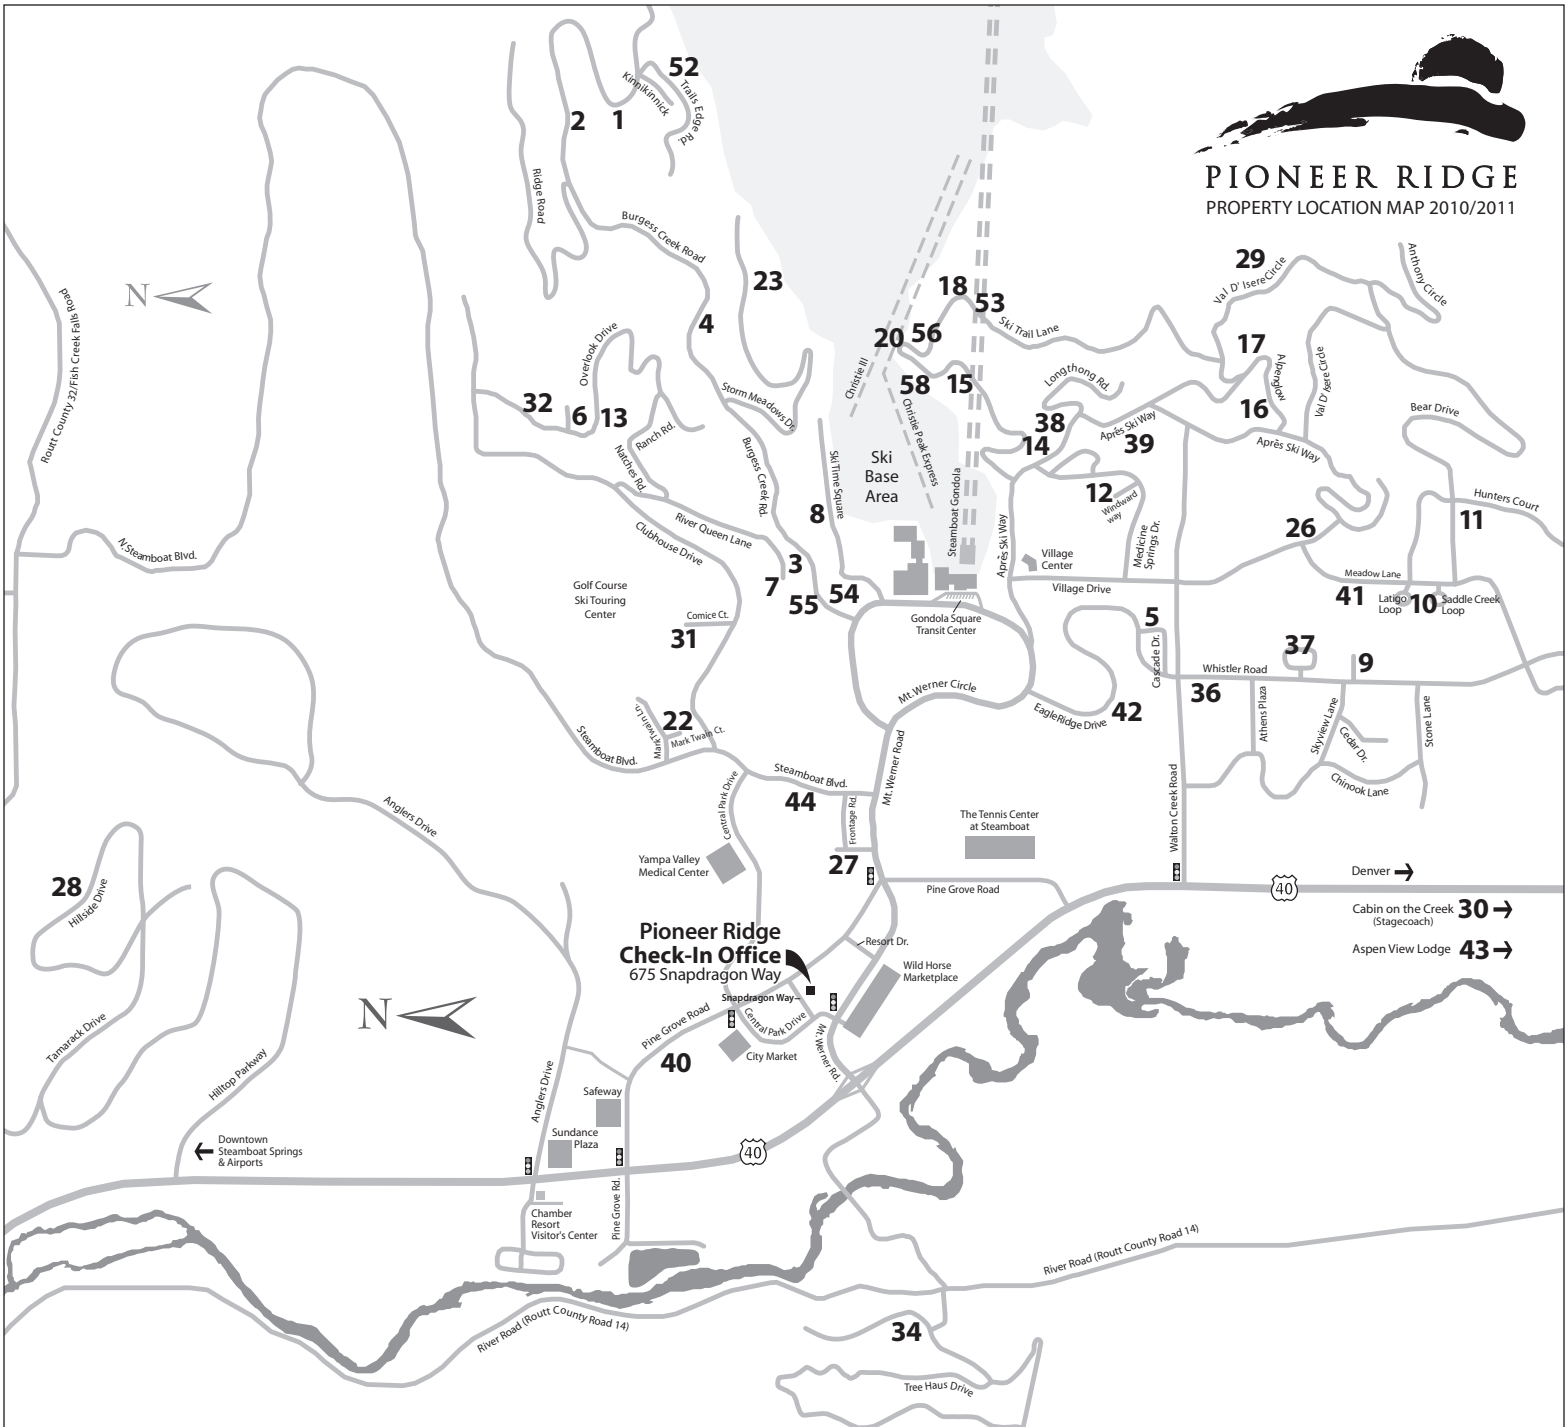 PIONEER RIDGE
PROPERTY LOCATION MAP 2010/2011
52
Kinnikinnick
Trails Edge Rd.
2
1
Ridge Road
Burgess Creek Road
23
4
N
Routt County 32/Fish Creek Falls Road
29
Val D' Isere Circle
Anthony Circle
18
53
Ski Trail Lane
20
56
17
Alpenglow
Val D' Isere Circle
Overlook Drive
Christie III
58
15
Longthong Rd.
Storm Meadows Dr.
Christie Peak Express
32
6
13
Ranch Rd.
Natches Rd.
38
14
Après Ski Way
39
16
Après Ski Way
Bear Drive
Burgess Creek Rd.
Ski Time Square
Ski
Base
Area
Steamboat Gondola
12
Windward
way
Hunters Court
11
26
8
River Queen Lane
Clubhouse Drive
Après Ski Way
Medicine
Springs Dr.
N. Steamboat Blvd.
3
7
55
54
Village
Center
Village Drive
Meadow Lane
41
Latigo
Loop
10
Saddle Creek
Loop
Golf Course
Ski Touring
Center
Comice Ct.
31
Gondola Square
Transit Center
5
Cascade Dr.
37
9
Whistler Road
36
Mt. Werner Circle
EagleRidge Drive
42
Athens Plaza
Skyview Lane
Cedar Dr.
Stone Lane
Chinook Lane
22
Mark Twain Ln.
Mark Twain Ct.
Steamboat Blvd.
Steamboat Blvd.
44
Central Park Drive
Frontage Rd.
Mt. Werner Road
Walton Creek Road
The Tennis Center
at Steamboat
Anglers Drive
Yampa Valley
Medical Center
27
Pine Grove Road
40
Denver
Cabin on the Creek 30
(Stagecoach)
Aspen View Lodge 43
28
Hillside Drive
Pioneer Ridge
Check-In Office
675 Snapdragon Way
Resort Dr.
Wild Horse
Marketplace
Snapdragon Way
Central Park Drive
Pine Grove Road
40
City Market
Mt. Werner Rd.
N
Tamarack Drive
Hilltop Parkway
Anglers Drive
Safeway
Sundance
Plaza
40
Downtown
Steamboat Springs
& Airports
Pine Grove Rd.
Chamber
Resort
Visitor's Center
River Road (Routt County Road 14)
River Road (Routt County Road 14)
34
Tree Haus Drive